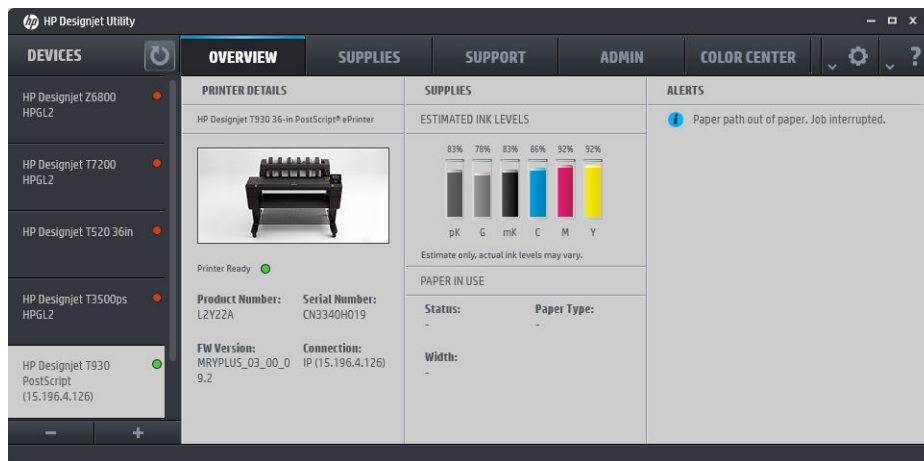 hp HP Designjet Utility
DEVICES
OVERVIEW
SUPPLIES
SUPPORT
ADMIN
COLOR CENTER
?
HP Designjet Z6800
HPGL2
HP Designjet T7200
HPGL2
HP Designjet T520 36in
HP Designjet T3500ps
HPGL2
HP Designjet T930
PostScript
(15.196.4.126)
PRINTER DETAILS
HP Designjet T930 36-in PostScript® ePrinter
Printer Ready
Product Number:
L2Y22A
Serial Number:
CN3340H019
FW Version:
MRYPLUS_03_00_0
9.2
Connection:
IP (15.196.4.126)
SUPPLIES
ESTIMATED INK LEVELS
83% 78% 83% 86% 92% 92%
pK G mK C M Y
Estimate only, actual ink levels may vary.
PAPER IN USE
Status:
-
Paper Type:
-
Width:
-
ALERTS
Paper path out of paper. Job interrupted.